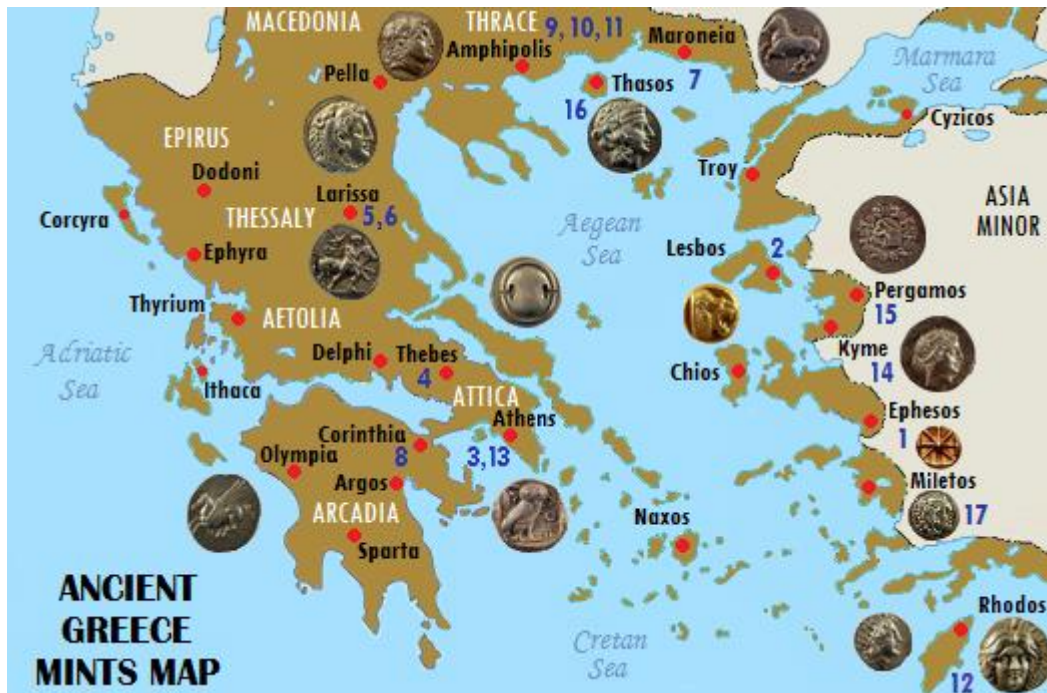 MACEDONIA
THRACE 9, 10, 11
Amphipolis
Maroneia
7
Marmara
Sea
Pella
Thasos
16
Cyzicos
EPIRUS
Dodoni
Troy
Larissa
5,6
THESSALY
Corcyra
Ephyra
Aegean
Sea
ASIA
MINOR
Lesbos
2
Thyrium
AETOLIA
Pergamos
15
Adriatic
Sea
Delphi
Thebes
4
Kyme
14
Ithaca
Chios
ATTICA
Athens
3,13
Ephesos
1
Corinthia
8
Olympia
Argos
Miletos
17
ARCADIA
Sparta
Naxos
ANCIENT
GREECE
MINTS MAP
Cretan
Sea
Rhodos
12